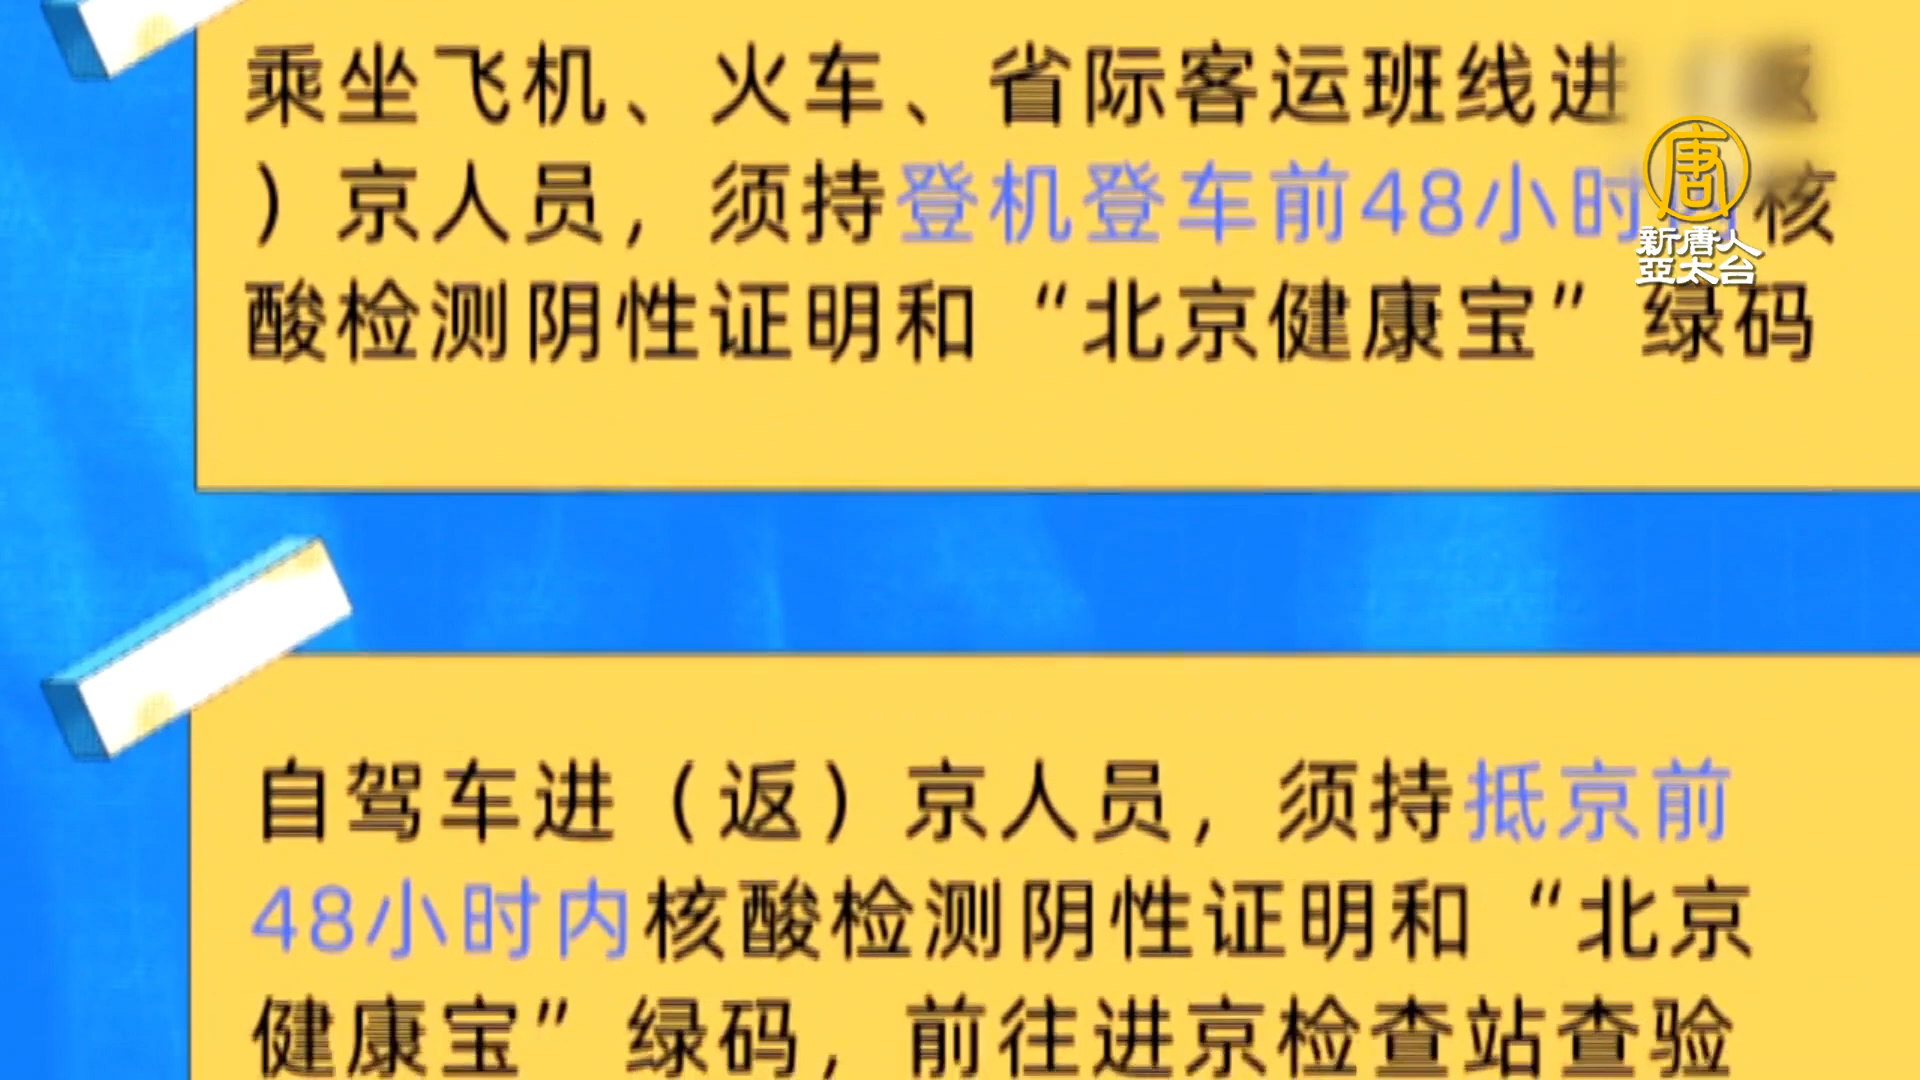 乘坐飞机、火车、省际客运班线进
）京人员，须持登机登车前48小时 核
酸检测阴性证明和“北京健康宝”绿码
唐
新唐人
亞太台
自驾车进（返）京人员，须持抵京前
48小时内核酸检测阴性证明和“北京
健康宝”绿码，前往进京检查站查验